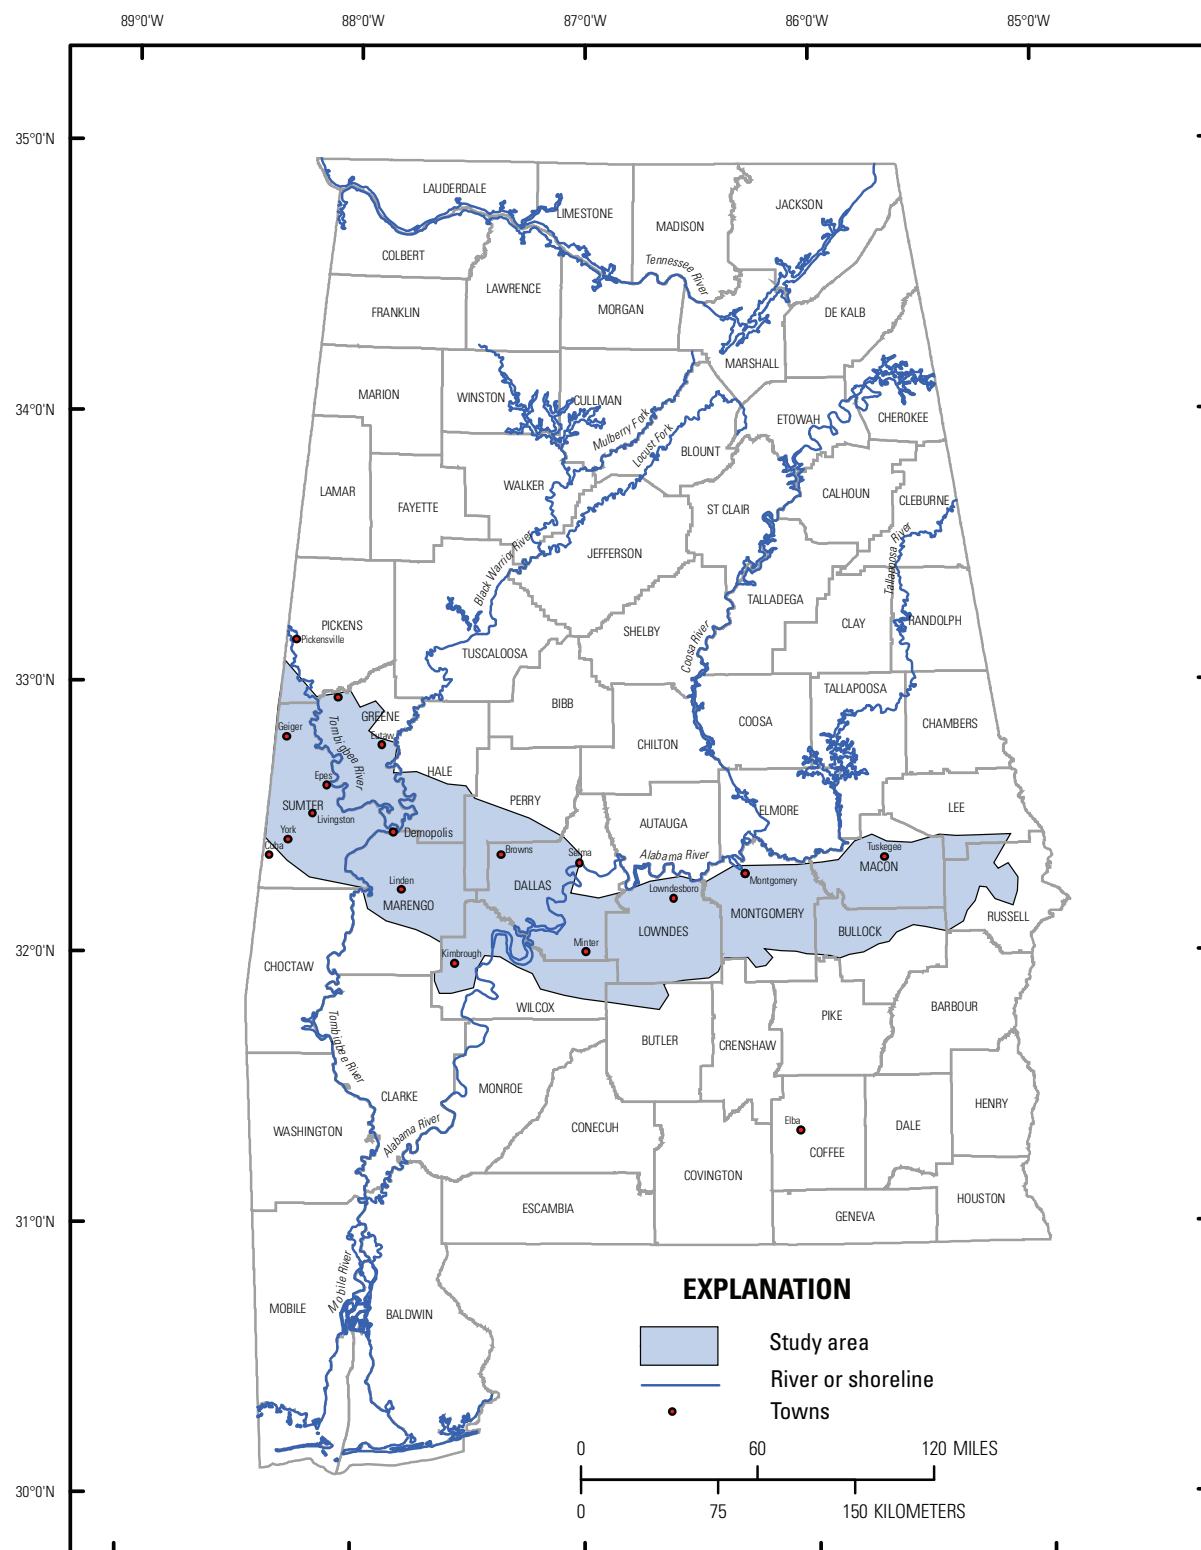 89°0'W
88°0'W
87°0'W
86°0'W
85°0'W
35°0'N
34°0'N
33°0'N
32°0'N
31°0'N
30°0'N
LAUDERDALE
LIMESTONE
MADISON
JACKSON
COLBERT
Tennessee River
LAWRENCE
FRANKLIN
MORGAN
DE KALB
MARSHALL
MARION
WINSTON
CULLMAN
ETOWAH
CHEROKEE
Mulberry Fork
Locust Fork
BLOUNT
LAMAR
WALKER
CALHOUN
CLEBURNE
FAYETTE
ST CLAIR
JEFFERSON
Black Warrior River
Tallapoosa River
TALLADEGA
PICKENS
Pickensville
SHELBY
CLAY
RANDOLPH
TUSCALOOSA
Coosa River
TALLAPOOSA
BIBB
GREENE
COOSA
CHAMBERS
Geiger
Eutaw
Tombigbee River
CHILTON
HALE
Epes
PERRY
SUMTER
Livingston
AUTAUGA
ELMORE
LEE
York
Demopolis
Cuba
Browns
Selma
Alabama River
Tuskegee
MACON
Linden
DALLAS
Lowndesboro
Montgomery
MARENGO
MONTGOMERY
RUSSELL
LOWNDES
BULLOCK
Minter
Kimbrough
CHOCTAW
WILCOX
BARBOUR
PIKE
Tombigbee River
BUTLER
CRENSHAW
CLARKE
MONROE
HENRY
WASHINGTON
Alabama River
CONECUH
Elba
DALE
COFFEE
COVINGTON
ESCAMBIA
HOUSTON
GENEVA
Mobile River
MOBILE
BALDWIN
EXPLANATION
Study area
River or shoreline
Towns
0 60 120 MILES
0 75 150 KILOMETERS